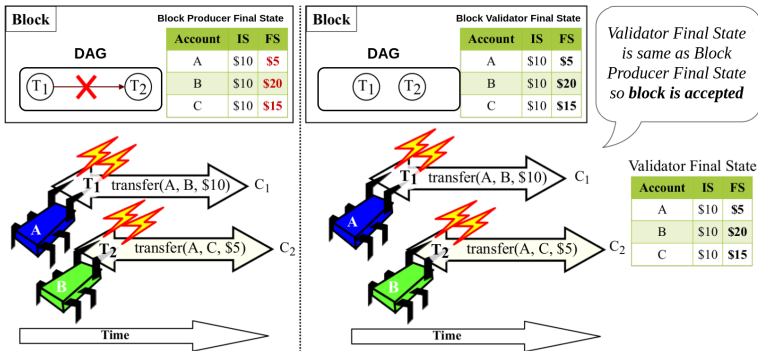 Block
Block Producer Final State
DAG
T1
T2
Account IS FS
A $10 $5
B $10 $20
C $10 $15
T1
transfer(A, B, $10)
C1
A
T2
transfer(A, C, $5)
C2
B
Time
Block
Block Validator Final State
DAG
T1
T2
Account IS FS
A $10 $5
B $10 $20
C $10 $15
T1
transfer(A, B, $10)
C1
A
T2
transfer(A, C, $5)
C2
B
Time
Validator Final State
is same as Block
Producer Final State
so block is accepted
Validator Final State
Account IS FS
A $10 $5
B $10 $20
C $10 $15